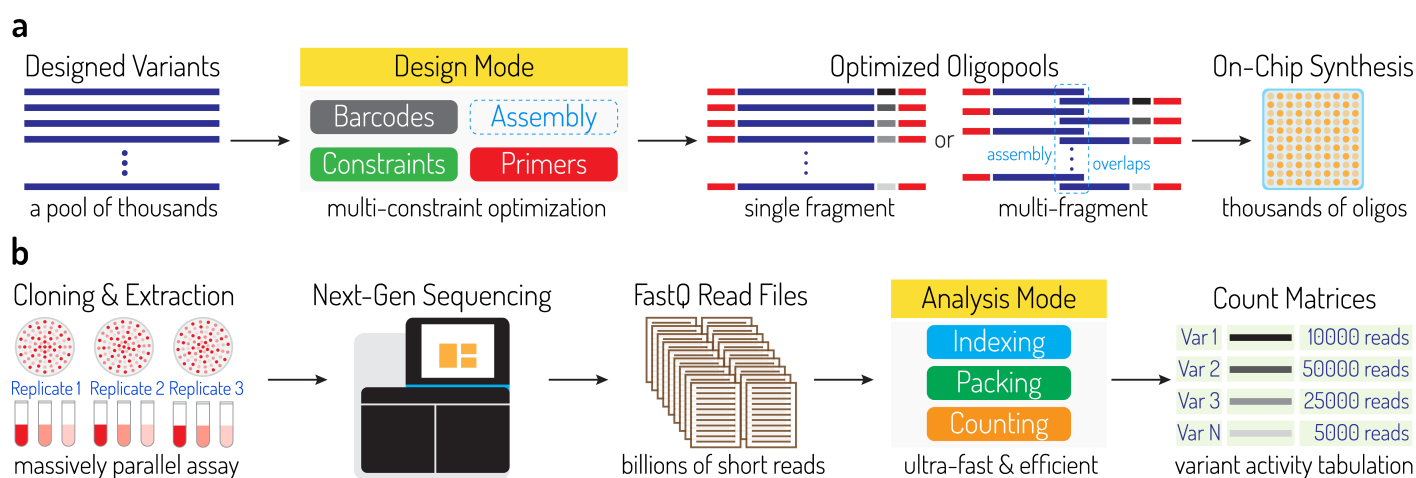 a
Designed Variants
a pool of thousands
Design Mode
Barcodes
Assembly
Constraints
Primers
multi-constraint optimization
Optimized Oligopools
single fragment
or
assembly
overlaps
multi-fragment
On-Chip Synthesis
thousands of oligos
b
Cloning & Extraction
Replicate 1 Replicate 2 Replicate 3
massively parallel assay
Next-Gen Sequencing
FastQ Read Files
billions of short reads
Analysis Mode
Indexing
Packing
Counting
ultra-fast & efficient
Count Matrices
Var 1 10000 reads
Var 2 50000 reads
Var 3 25000 reads
Var N 5000 reads
variant activity tabulation